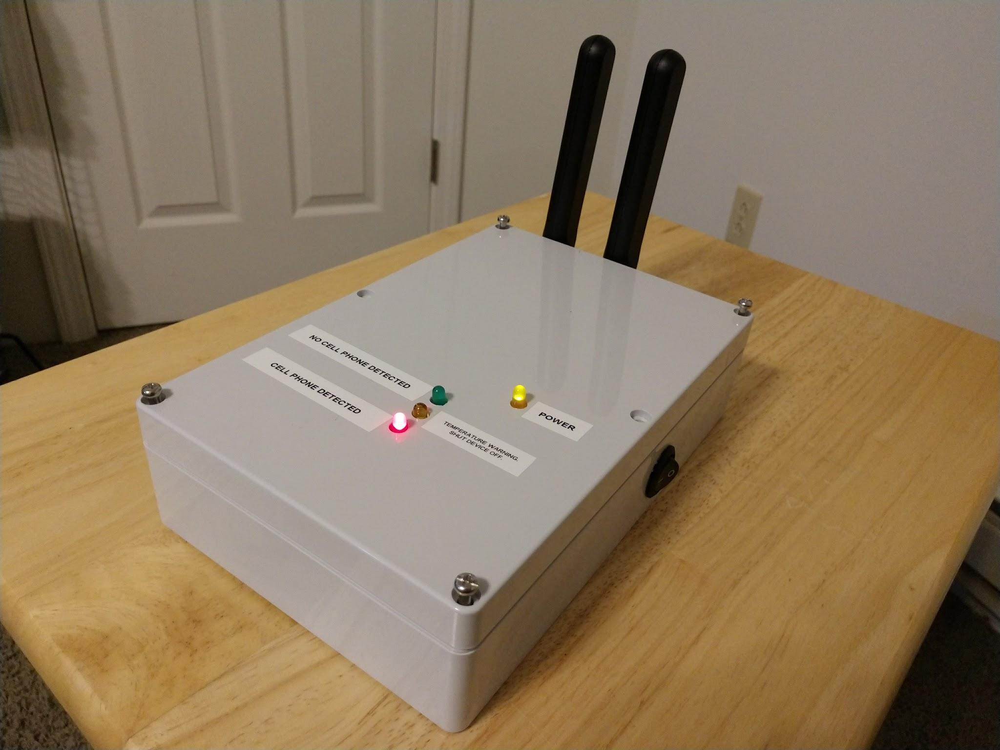 NO CELL PHONE DETECTED
CELL PHONE DETECTED
TEMPERATURE WARNING.
SHUT DEVICE OFF.
POWER
O